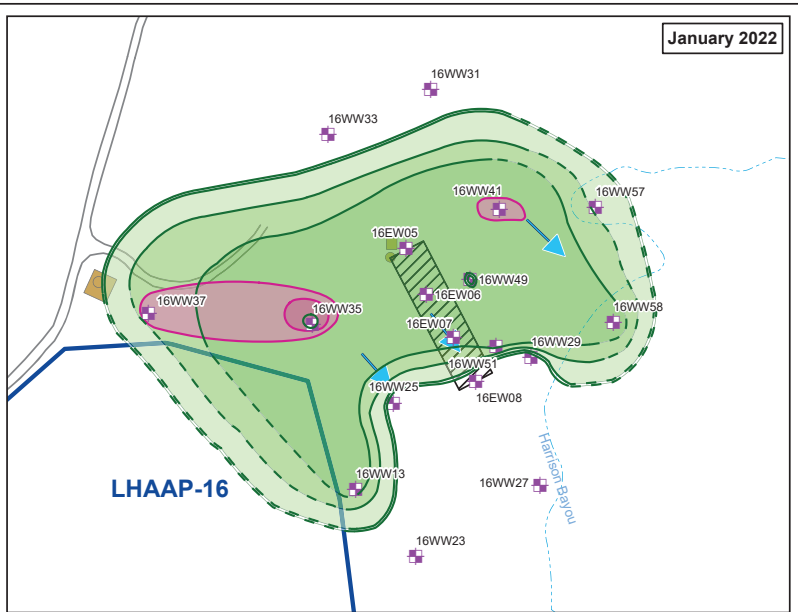 January 2022
16WW31
16WW33
16WW41
16WW57
16EW05
16WW49
16EW06
16WW37
16WW35
16EW07
16WW58
16WW29
16WW51
16WW25
16EW08
Harrison Bayou
16WW13
LHAAP-16
16WW27
16WW23